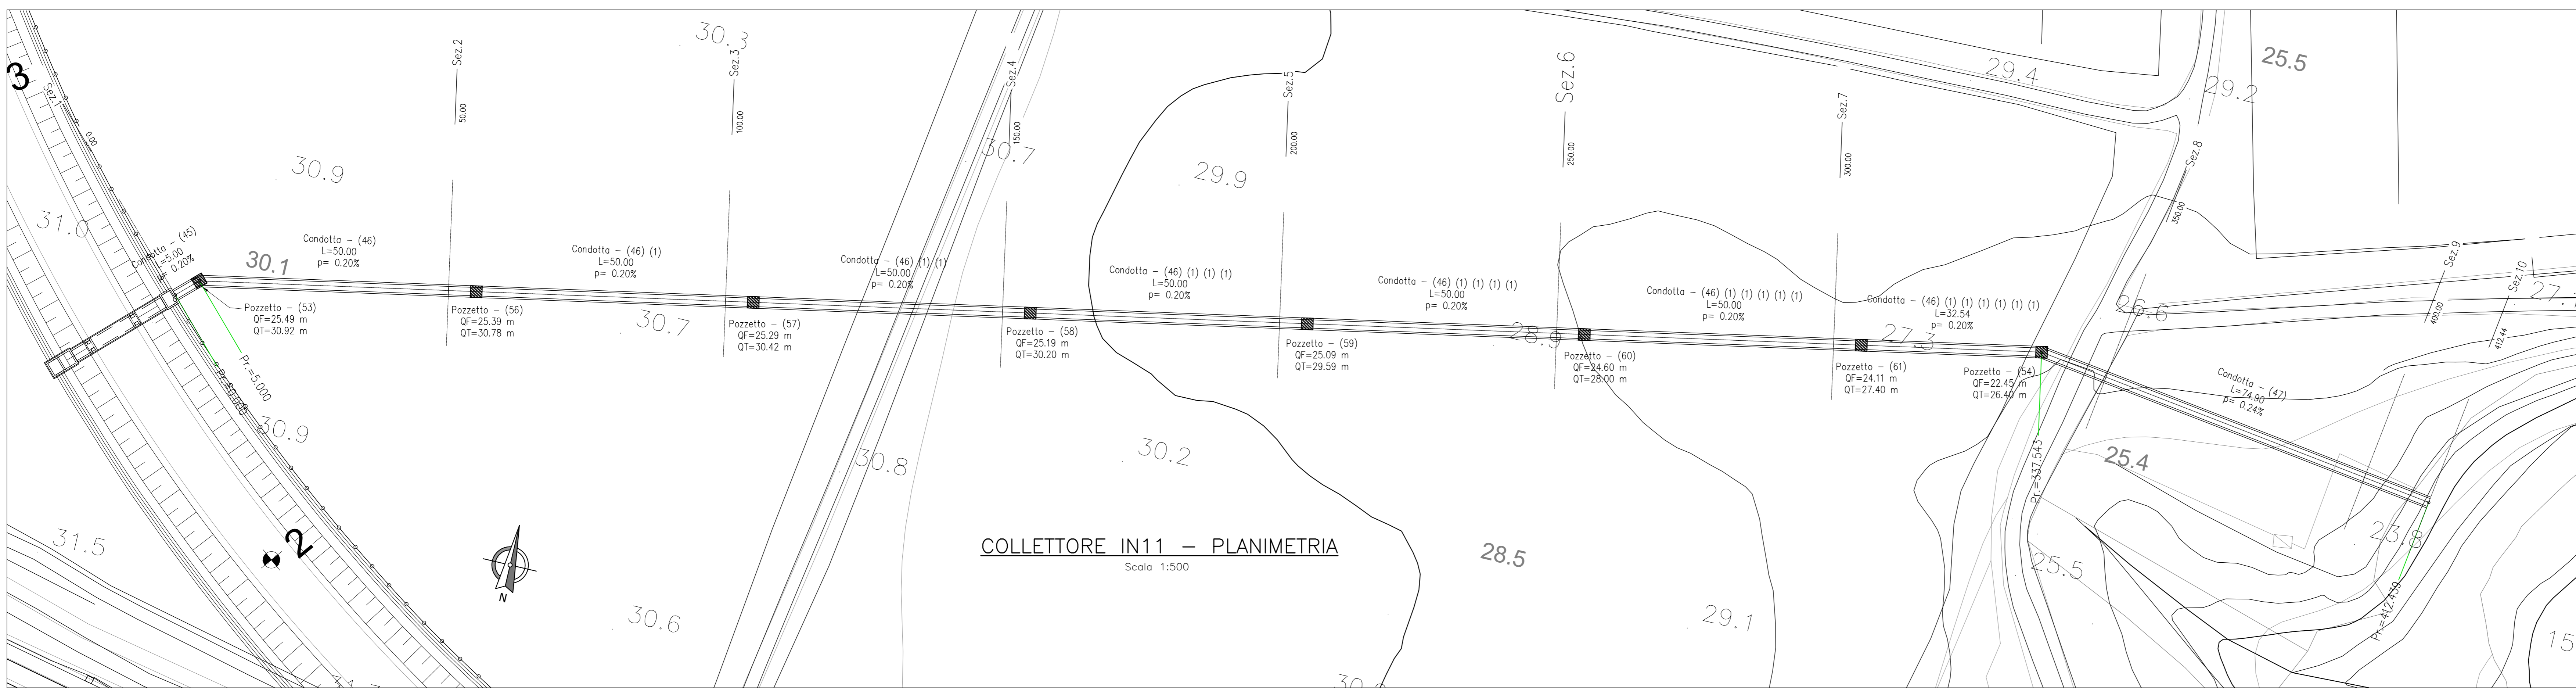 3
Sez.1
0.00
Sez.2
50.00
30.3
Sez.3
100.00
Sez.4
150.00
Sez.5
200.00
Sez.6
250.00
Sez.7
300.00
29.4
29.2
25.5
Sez.8
350.00
Sez.9
400.00
Sez.10
412.44
30.9
31.0
30.7
29.9
Condotta - (45)
L=5.00
p= 0.20%
30.1
Condotta - (46)
L=50.00
p= 0.20%
Condotta - (46) (1)
L=50.00
p= 0.20%
Condotta - (46) (1) (1)
L=50.00
p= 0.20%
Condotta - (46) (1) (1) (1)
L=50.00
p= 0.20%
Condotta - (46) (1) (1) (1) (1)
L=50.00
p= 0.20%
Condotta - (46) (1) (1) (1) (1) (1)
L=50.00
p= 0.20%
Condotta - (46) (1) (1) (1) (1) (1) (1)
L=32.54
p= 0.20%
26.6
Pozzetto - (53)
QF=25.49 m
QT=30.92 m
Pozzetto - (56)
QF=25.39 m
QT=30.78 m
30.7
Pozzetto - (57)
QF=25.29 m
QT=30.42 m
Pozzetto - (58)
QF=25.19 m
QT=30.20 m
Pozzetto - (59)
QF=25.09 m
QT=29.59 m
28.9
Pozzetto - (60)
QF=24.60 m
QT=28.00 m
27.3
Pozzetto - (61)
QF=24.11 m
QT=27.40 m
Pozzetto - (54)
QF=22.45 m
QT=26.40 m
Condotta - (47)
L=74.90
p= 0.24%
Pr.=5.000
Pr.=0.000
30.9
30.8
30.2
Pr.=337.543
25.4
23.8
31.5
2
N
COLLETTORE IN11 - PLANIMETRIA
Scala 1:500
28.5
25.5
30.6
29.1
Pr.=412.439